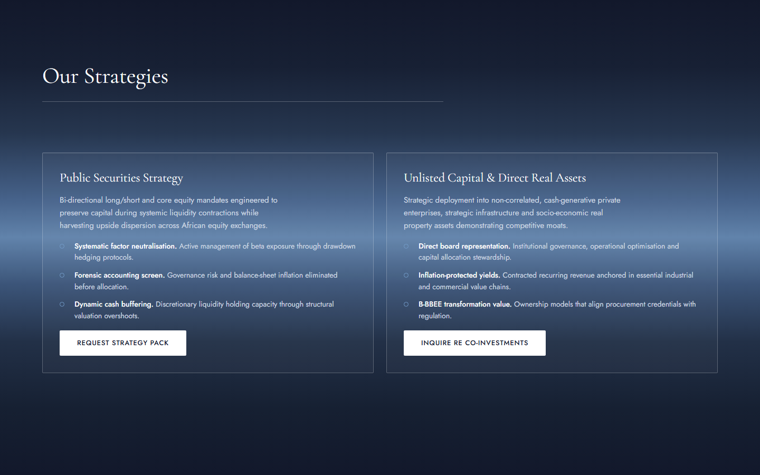 Our Strategies
Public Securities Strategy
Bi-directional long/short and core equity mandates engineered to
preserve capital during systemic liquidity contractions while
harvesting upside dispersion across African equity exchanges.
Systematic factor neutralisation. Active management of beta exposure through drawdown
hedging protocols.
Forensic accounting screen. Governance risk and balance-sheet inflation eliminated
before allocation.
Dynamic cash buffering. Discretionary liquidity holding capacity through structural
valuation overshoots.
REQUEST STRATEGY PACK
Unlisted Capital & Direct Real Assets
Strategic deployment into non-correlated, cash-generative private
enterprises, strategic infrastructure and socio-economic real
property assets demonstrating competitive moats.
Direct board representation. Institutional governance, operational optimisation and
capital allocation stewardship.
Inflation-protected yields. Contracted recurring revenue anchored in essential industrial
and commercial value chains.
B-BBEE transformation value. Ownership models that align procurement credentials with
regulation.
INQUIRE RE CO-INVESTMENTS